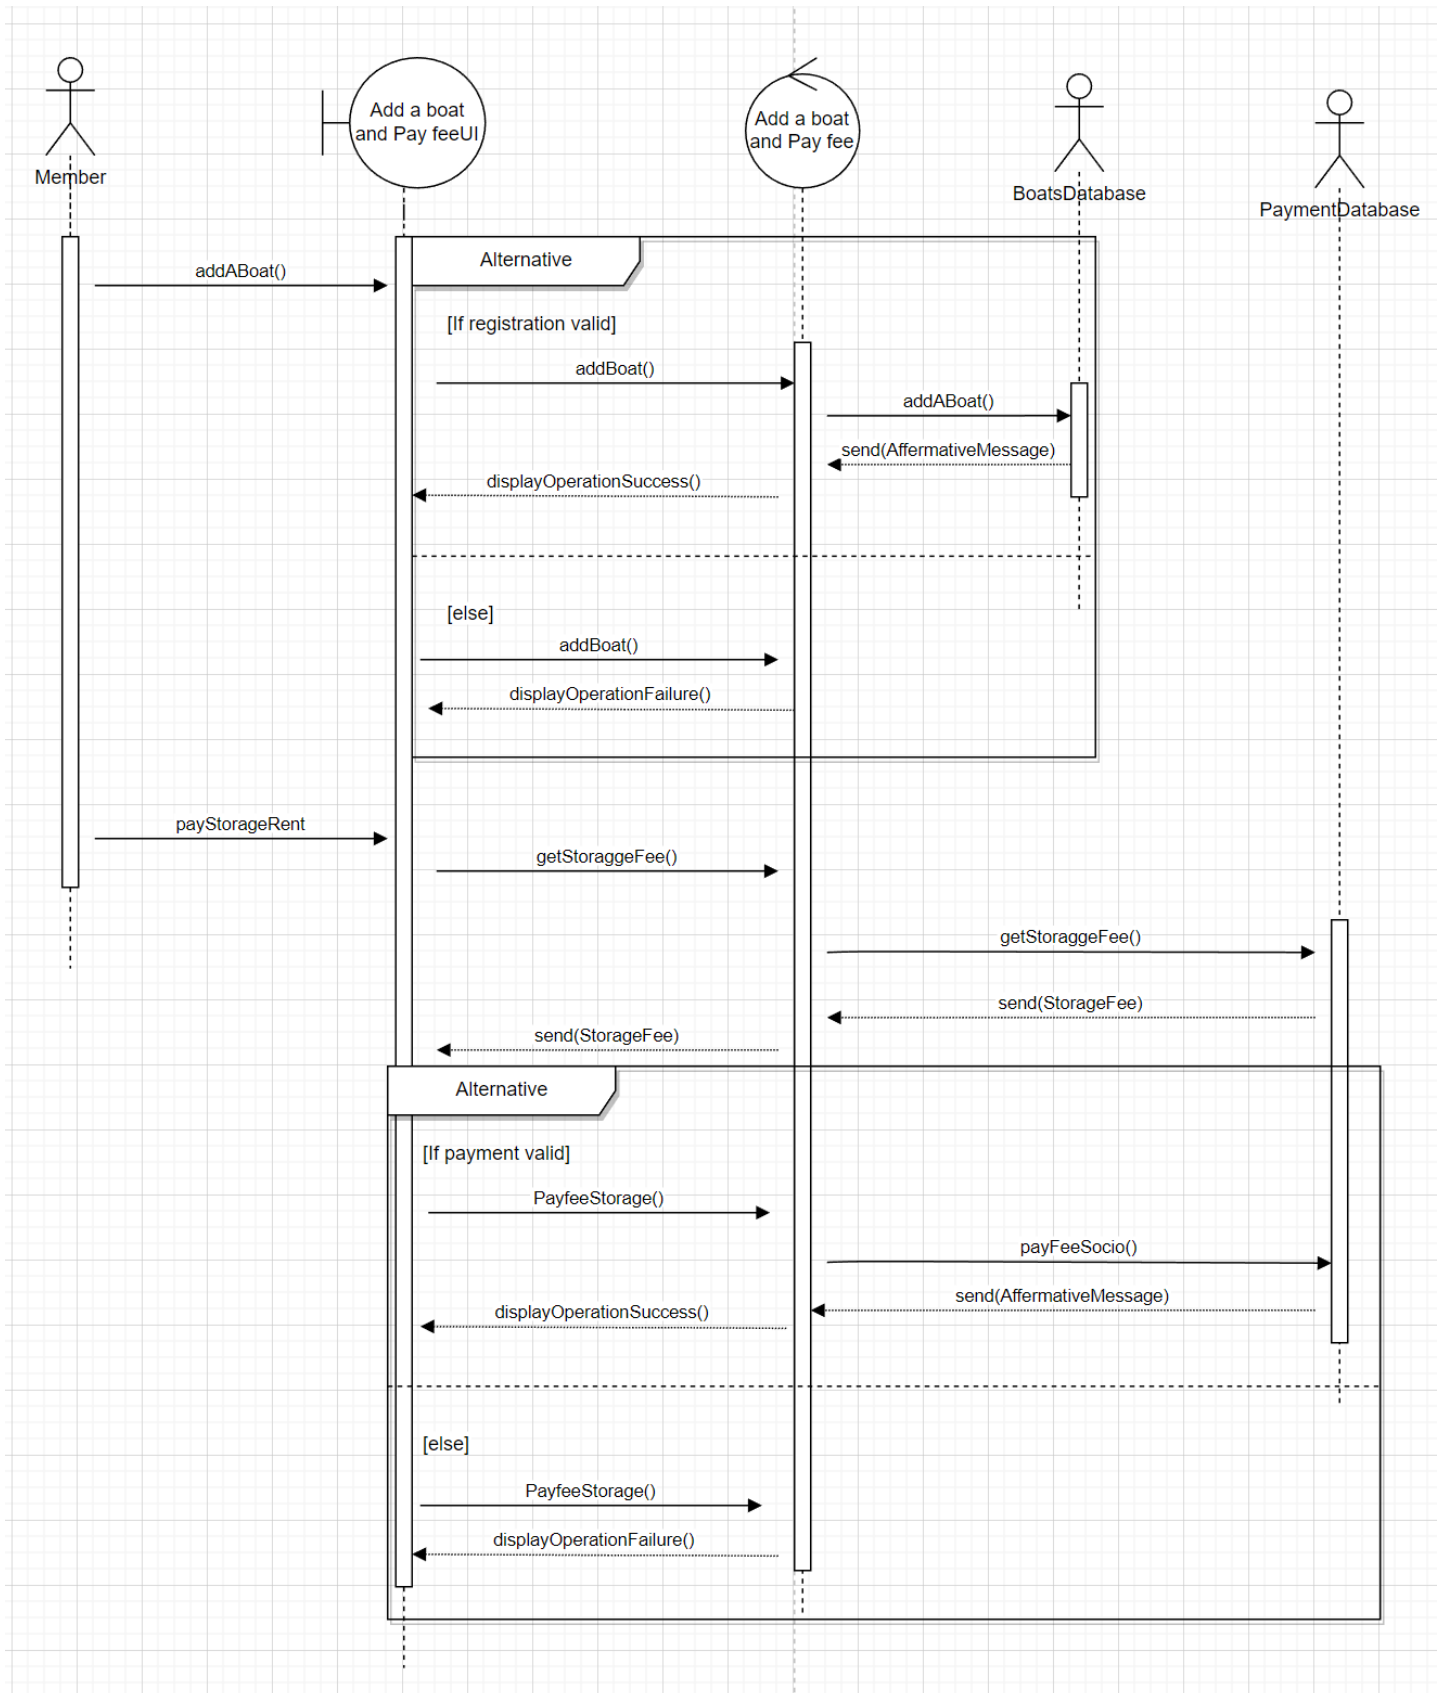 Add a boat
and Pay feeUI
Add a boat
and Pay fee
Member
BoatsDatabase
PaymentDatabase
Alternative
addABoat()
[If registration valid]
addBoat()
addABoat()
send(AffermativeMessage)
displayOperationSuccess()
[else]
addBoat()
displayOperationFailure()
payStorageRent
getStoraggeFee()
getStoraggeFee()
send(StorageFee)
send(StorageFee)
Alternative
[If payment valid]
PayfeeStorage()
payFeeSocio()
send(AffermativeMessage)
displayOperationSuccess()
[else]
PayfeeStorage()
displayOperationFailure()